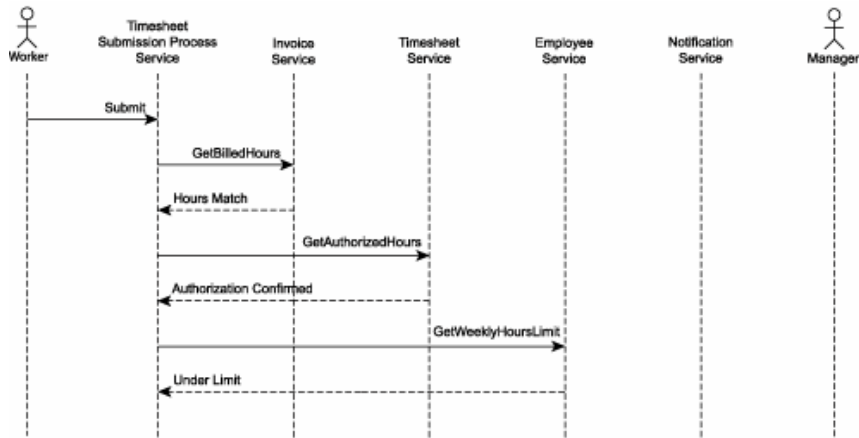 Worker
Timesheet
Submission Process
Service
Invoice
Service
Timesheet
Service
Employee
Service
Notification
Service
Manager
Submit
GetBilledHours
Hours Match
GetAuthorizedHours
Authorization Confirmed
GetWeeklyHoursLimit
Under Limit